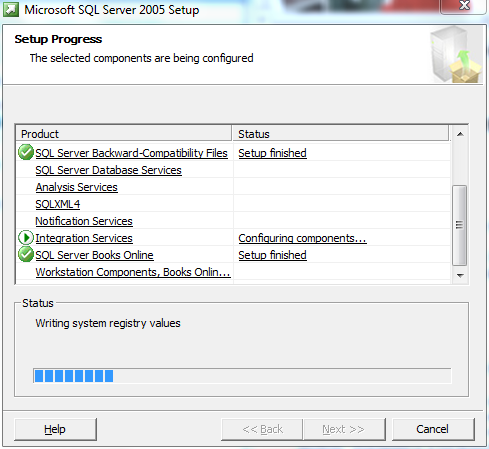 Microsoft SQL Server 2005 Setup
Setup Progress
The selected components are being configured
Product Status
SQL Server Backward-Compatibility Files Setup finished
SQL Server Database Services
Analysis Services
SQLXML4
Notification Services
Integration Services Configuring components...
SQL Server Books Online Setup finished
Workstation Components, Books Onlin...
Status
Writing system registry values
Help << Back Next >> Cancel